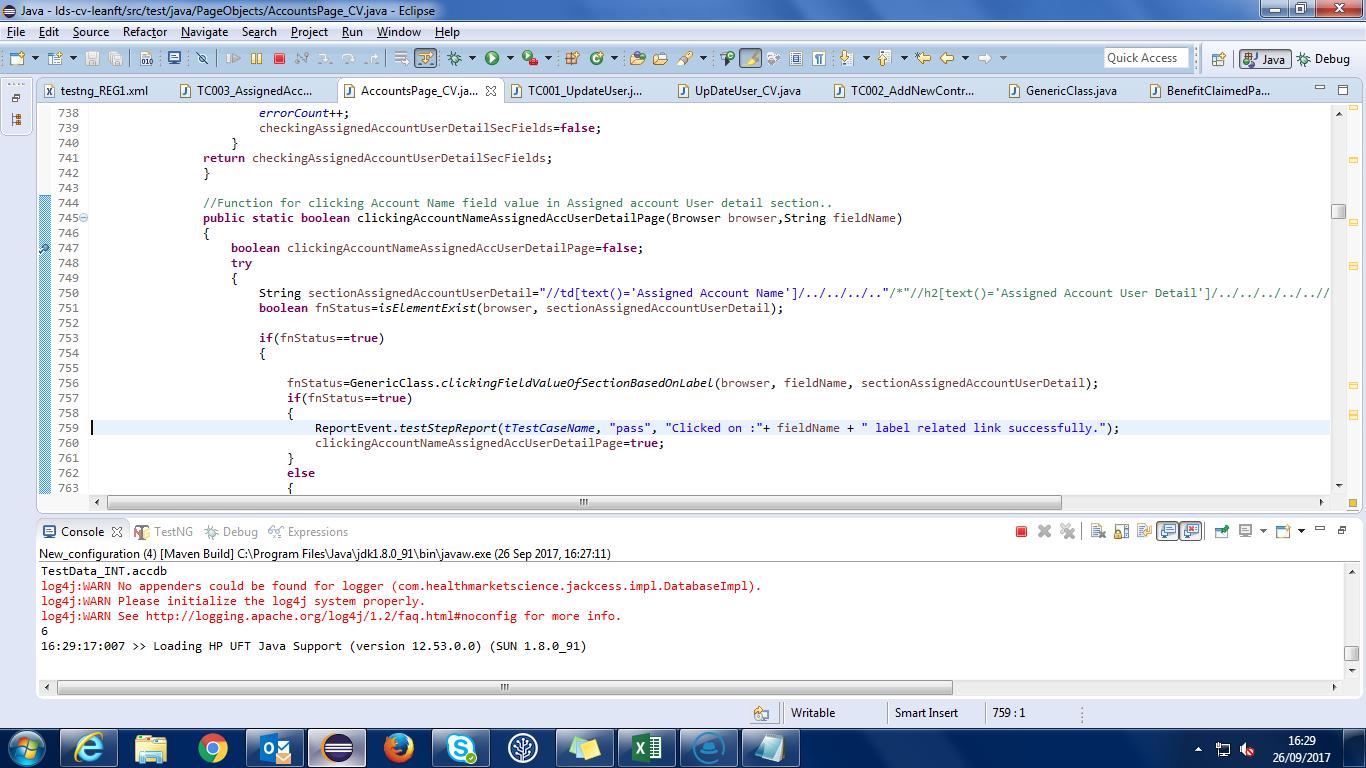 Java - lds-cv-leanft/src/test/java/PageObjects/AccountsPage_CV.java - Eclipse
File Edit Source Refactor Navigate Search Project Run Window Help
Quick Access Java Debug
testng_REG1.xml TC003_AssignedAcc... AccountsPage_CV.ja... TC001_UpdateUser.j... UpDateUser_CV.java TC002_AddNewContr... GenericClass.java BenefitClaimedPa...
738 errorCount++;
739 checkingAssignedAccountUserDetailSecFields=false;
740 }
741 return checkingAssignedAccountUserDetailSecFields;
742 }
743
744 //Function for clicking Account Name field value in Assigned account User detail section..
745 public static boolean clickingAccountNameAssignedAccUserDetailPage(Browser browser,String fieldName)
746 {
747 boolean clickingAccountNameAssignedAccUserDetailPage=false;
748 try
749 {
750 String sectionAssignedAccountUserDetail="//td[text()='Assigned Account Name']/../../../.."/*"//h2[text()='Assigned Account User Detail']/../../../../..//
751 boolean fnStatus=isElementExist(browser, sectionAssignedAccountUserDetail);
752
753 if(fnStatus==true)
754 {
755
756 fnStatus=GenericClass.clickingFieldValueOfSectionBasedOnLabel(browser, fieldName, sectionAssignedAccountUserDetail);
757 if(fnStatus==true)
758 {
759 ReportEvent.testStepReport(tTestCaseName, "pass", "Clicked on :"+ fieldName + " label related link successfully.");
760 clickingAccountNameAssignedAccUserDetailPage=true;
761 }
762 else
763 {
Console TestNG Debug Expressions
New_configuration (4) [Maven Build] C:\Program Files\Java\jdk1.8.0_91\bin\javaw.exe (26 Sep 2017, 16:27:11)
TestData_INT.accdb
log4j:WARN No appenders could be found for logger (com.healthmarketscience.jackcess.impl.DatabaseImpl).
log4j:WARN Please initialize the log4j system properly.
log4j:WARN See http://logging.apache.org/log4j/1.2/faq.html#noconfig for more info.
6
16:29:17:007 >> Loading HP UFT Java Support (version 12.53.0.0) (SUN 1.8.0_91)
Writable Smart Insert 759 : 1
16:29
26/09/2017